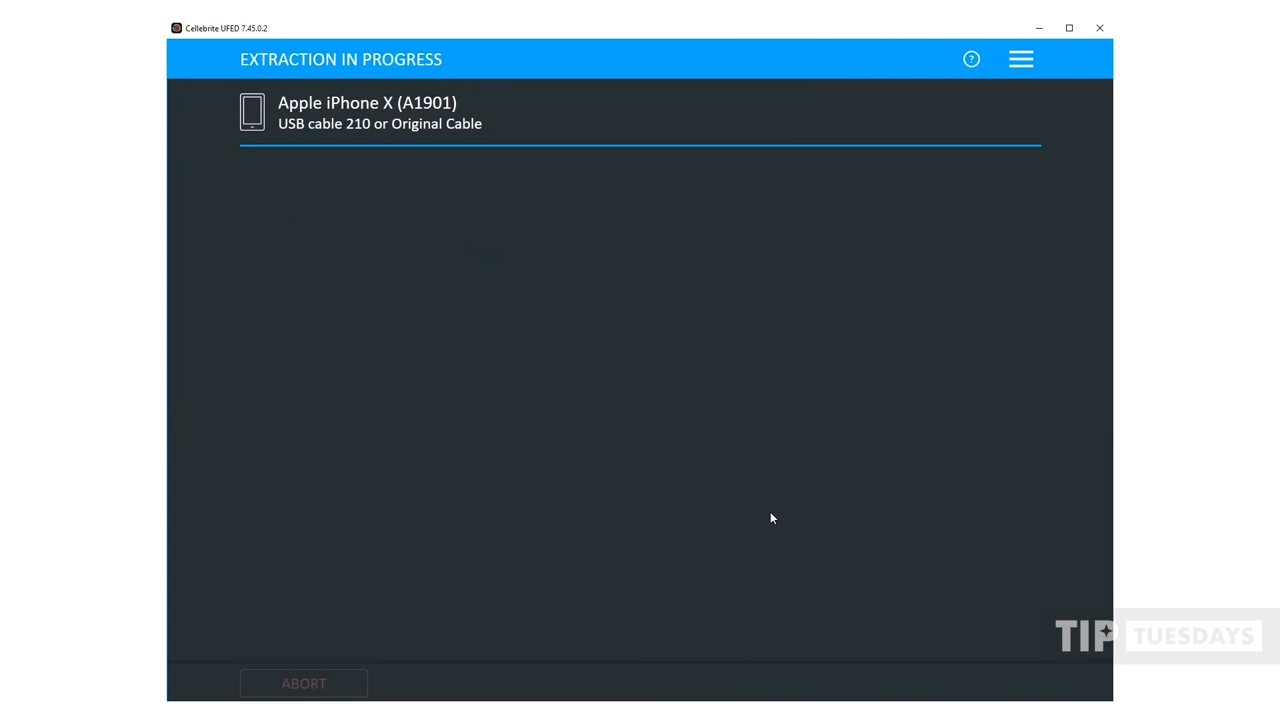 Cellebrite UFED 7.45.0.2
EXTRACTION IN PROGRESS
?
Apple iPhone X (A1901)
USB cable 210 or Original Cable
TIP TUESDAYS
ABORT